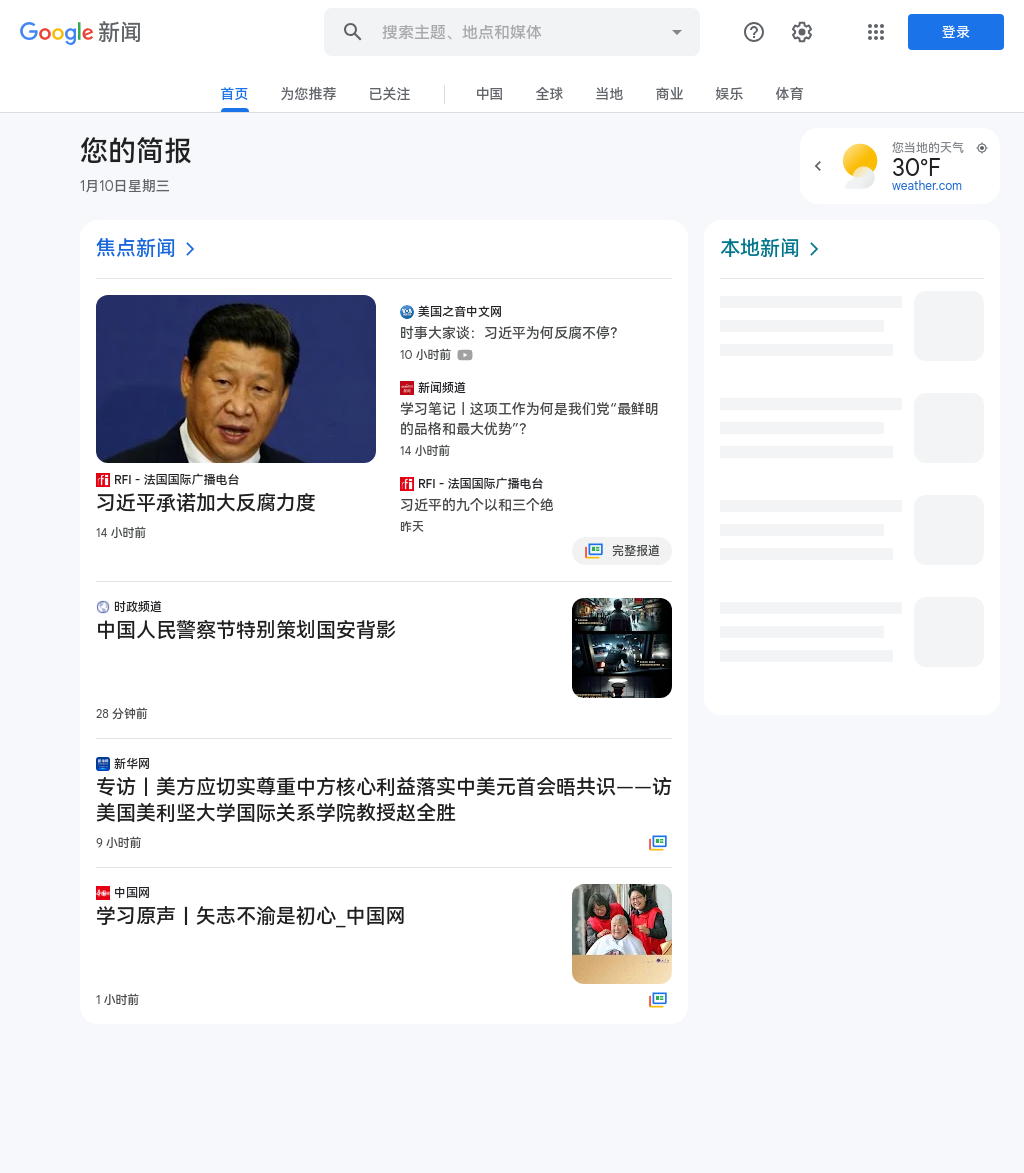 Google 新闻
搜索主题、地点和媒体
登录
首页
为您推荐
已关注
中国
全球
当地
商业
娱乐
体育
您的简报
1月10日星期三
您当地的天气
30°F
weather.com
焦点新闻
RFI - 法国国际广播电台
习近平承诺加大反腐力度
14 小时前
美国之音中文网
时事大家谈：习近平为何反腐不停？
10 小时前
新闻频道
学习笔记丨这项工作为何是我们党“最鲜明
的品格和最大优势”？
14 小时前
RFI - 法国国际广播电台
习近平的九个以和三个绝
昨天
完整报道
时政频道
中国人民警察节特别策划国安背影
28 分钟前
新华网
专访丨美方应切实尊重中方核心利益落实中美元首会晤共识——访
美国美利坚大学国际关系学院教授赵全胜
9 小时前
中国网
学习原声丨矢志不渝是初心_中国网
1 小时前
本地新闻